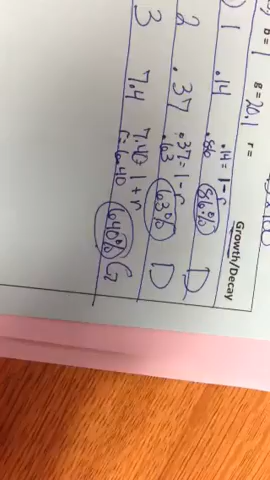 b = 1 g = 20.1 r =
Growth/Decay
1 .14 .14 = 1 - r
.86 86% D
2 .37 .37 = 1 - r
.63 63% D
3 7.4 7.40 1 + r
r = 6.40 640% G